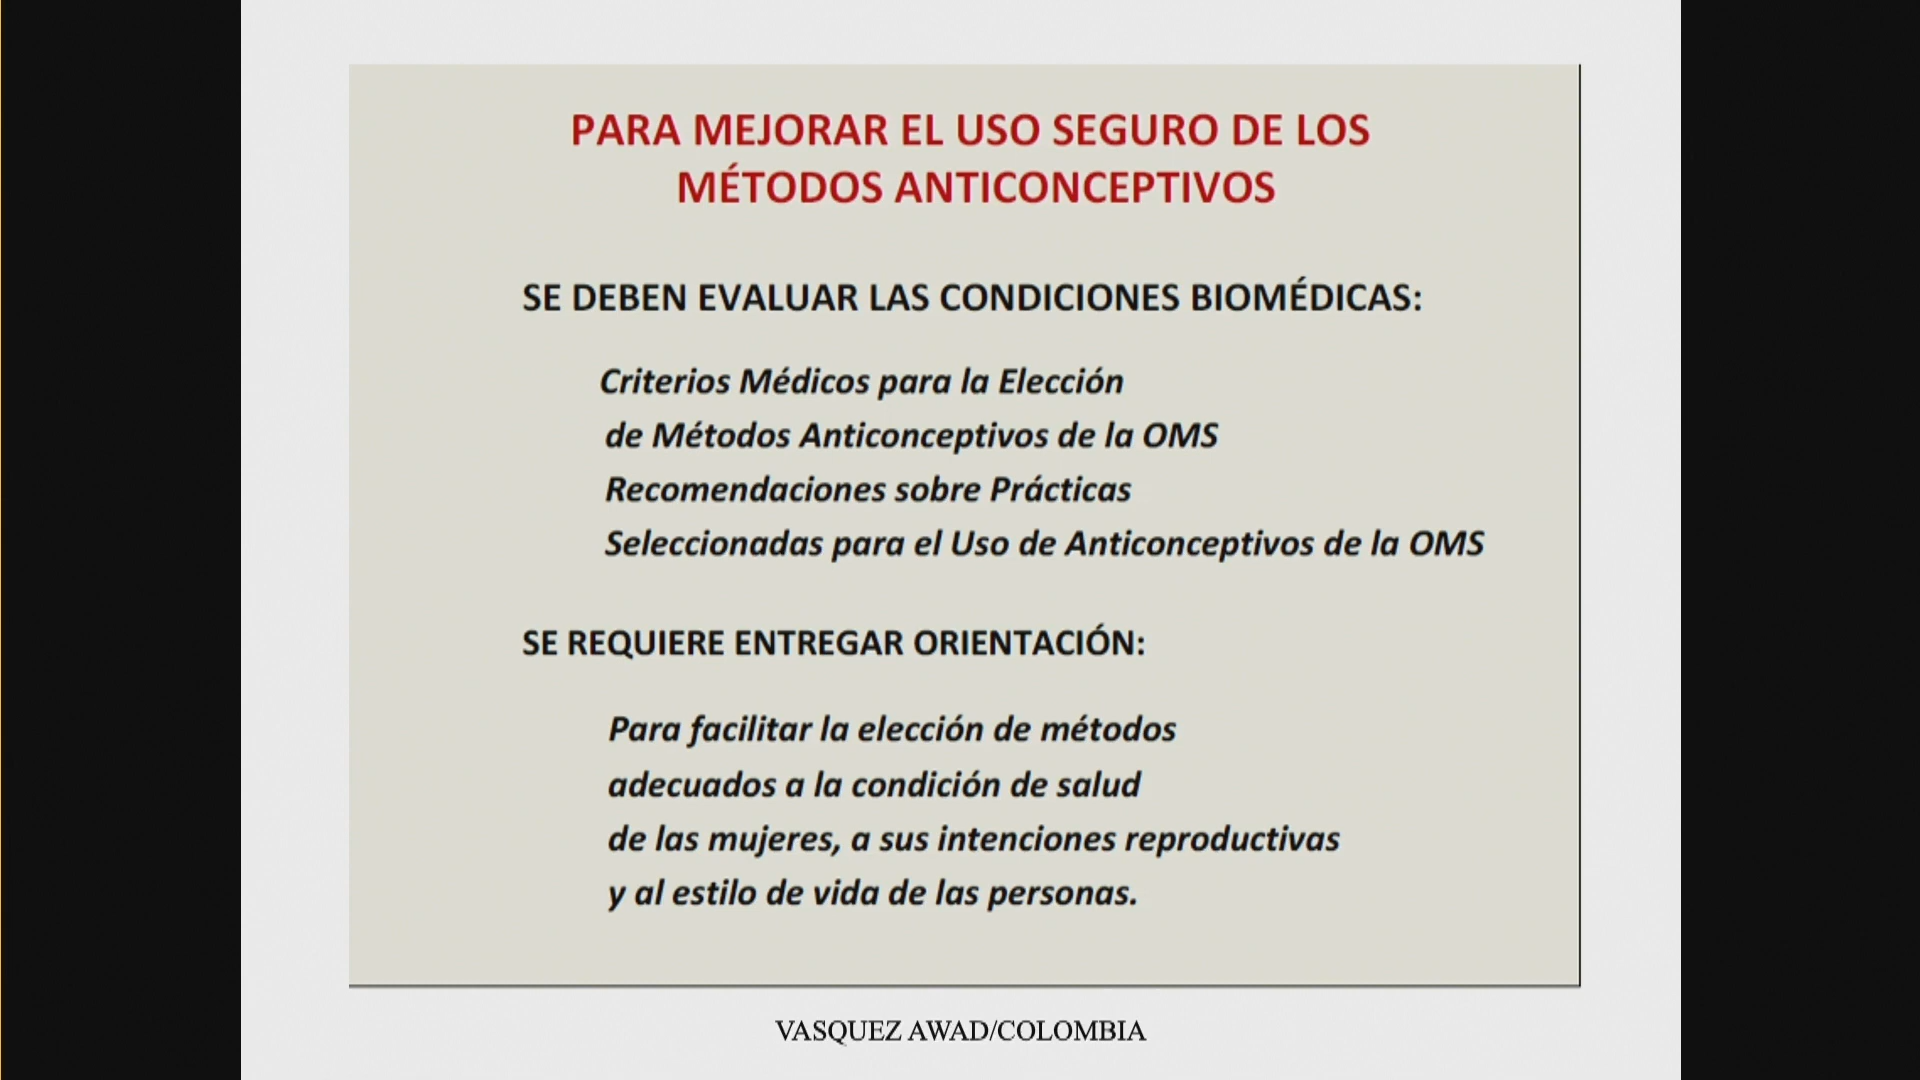 PARA MEJORAR EL USO SEGURO DE LOS
MÉTODOS ANTICONCEPTIVOS
SE DEBEN EVALUAR LAS CONDICIONES BIOMÉDICAS:
Criterios Médicos para la Elección
de Métodos Anticonceptivos de la OMS
Recomendaciones sobre Prácticas
Seleccionadas para el Uso de Anticonceptivos de la OMS
SE REQUIERE ENTREGAR ORIENTACIÓN:
Para facilitar la elección de métodos
adecuados a la condición de salud
de las mujeres, a sus intenciones reproductivas
y al estilo de vida de las personas.
VASQUEZ AWAD/COLOMBIA